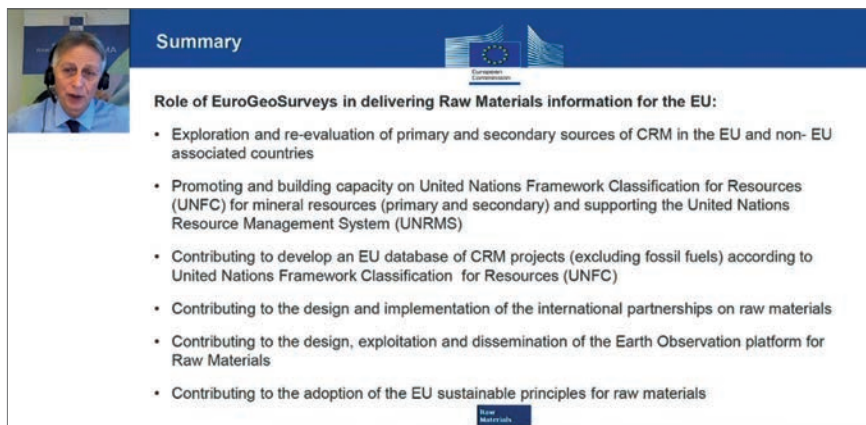 Summary
European
Commission
Role of EuroGeoSurveys in delivering Raw Materials information for the EU:
• Exploration and re-evaluation of primary and secondary sources of CRM in the EU and non- EU
associated countries
• Promoting and building capacity on United Nations Framework Classification for Resources
(UNFC) for mineral resources (primary and secondary) and supporting the United Nations
Resource Management System (UNRMS)
• Contributing to develop an EU database of CRM projects (excluding fossil fuels) according to
United Nations Framework Classification for Resources (UNFC)
• Contributing to the design and implementation of the international partnerships on raw materials
• Contributing to the design, exploitation and dissemination of the Earth Observation platform for
Raw Materials
• Contributing to the adoption of the EU sustainable principles for raw materials
Raw
Materials